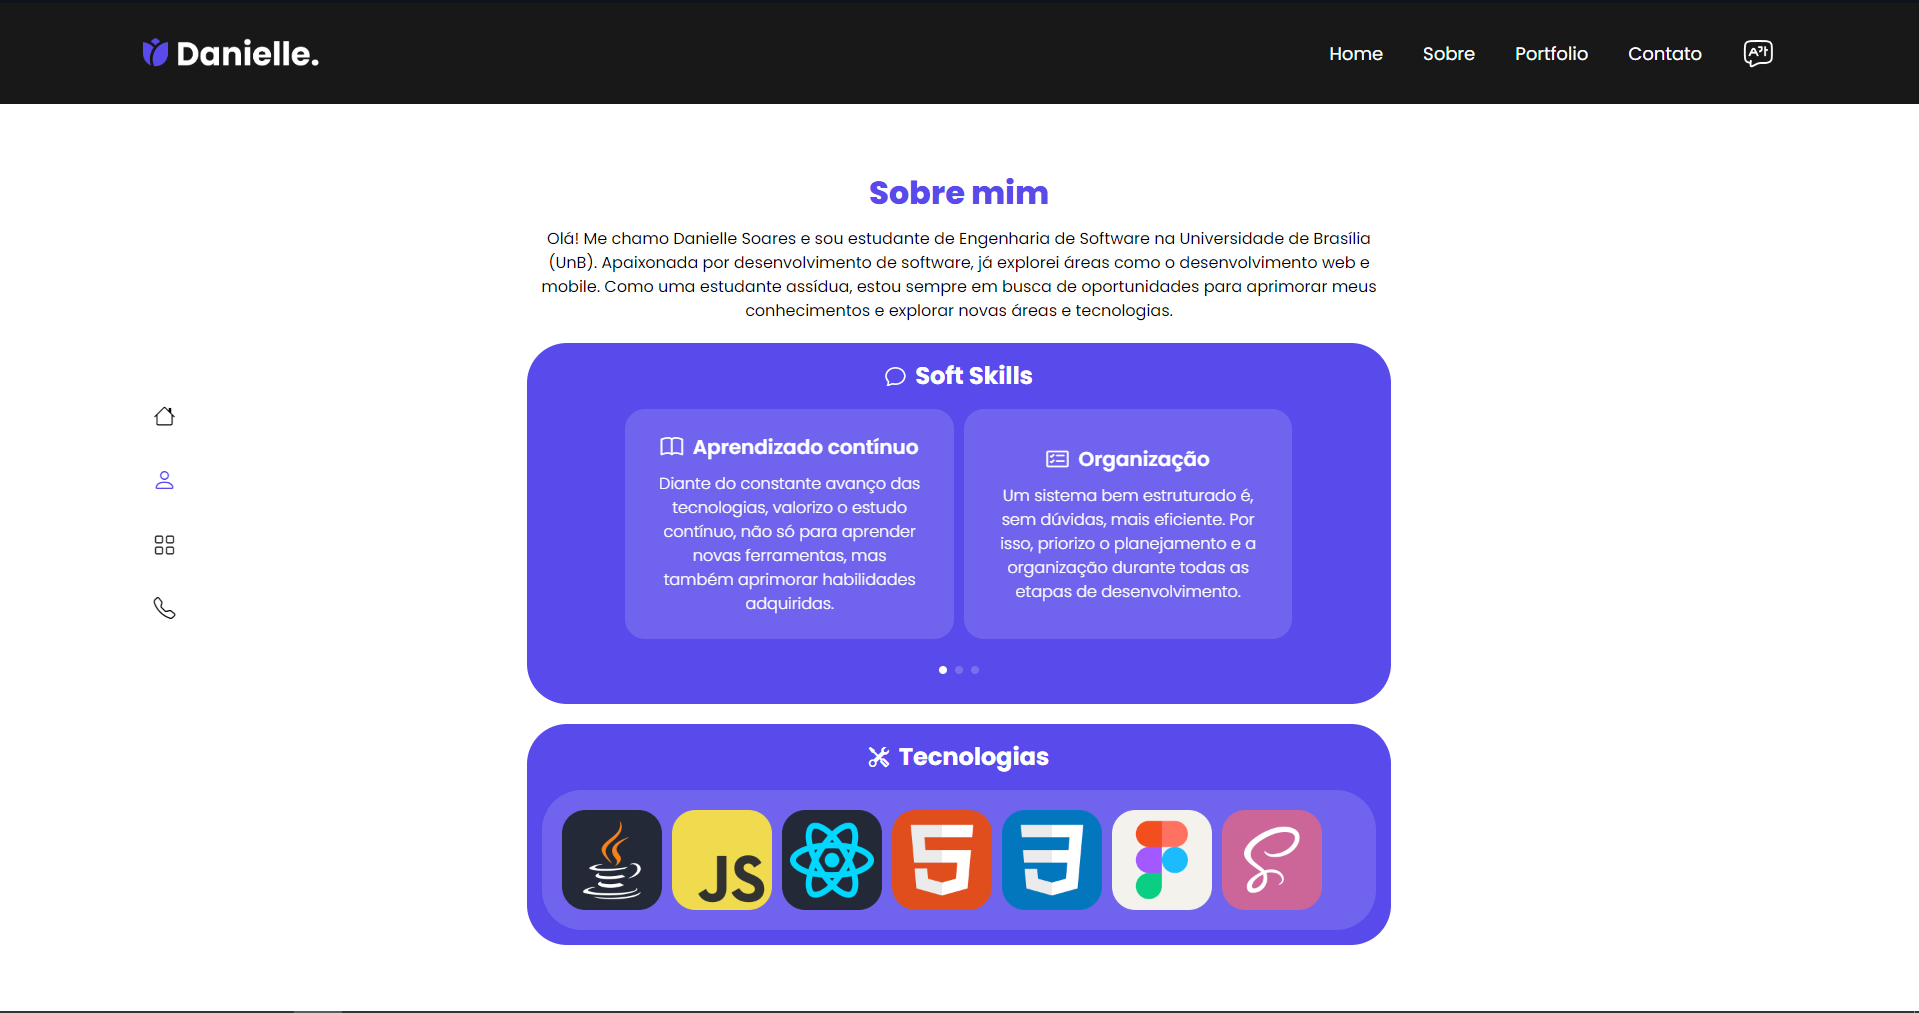 Danielle.
Home Sobre Portfolio Contato
Sobre mim
Olá! Me chamo Danielle Soares e sou estudante de Engenharia de Software na Universidade de Brasília
(UnB). Apaixonada por desenvolvimento de software, já explorei áreas como o desenvolvimento web e
mobile. Como uma estudante assídua, estou sempre em busca de oportunidades para aprimorar meus
conhecimentos e explorar novas áreas e tecnologias.
Soft Skills
Aprendizado contínuo
Diante do constante avanço das
tecnologias, valorizo o estudo
contínuo, não só para aprender
novas ferramentas, mas
também aprimorar habilidades
adquiridas.
Organização
Um sistema bem estruturado é,
sem dúvidas, mais eficiente. Por
isso, priorizo o planejamento e a
organização durante todas as
etapas de desenvolvimento.
Tecnologias
JS